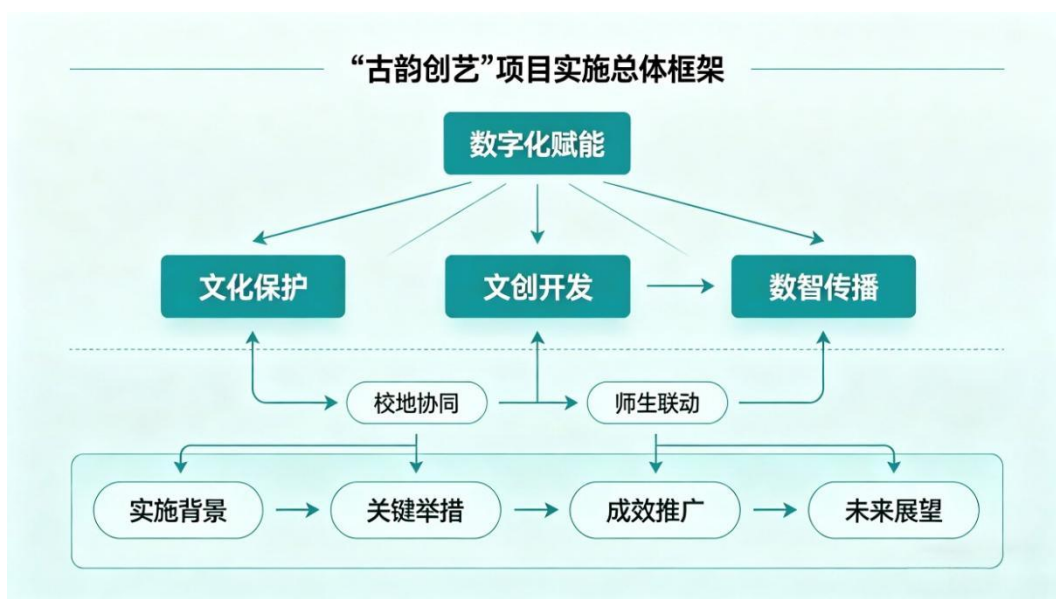 “古韵创艺”项目实施总体框架
数字化赋能
文化保护
文创开发
数智传播
校地协同
师生联动
实施背景
关键举措
成效推广
未来展望